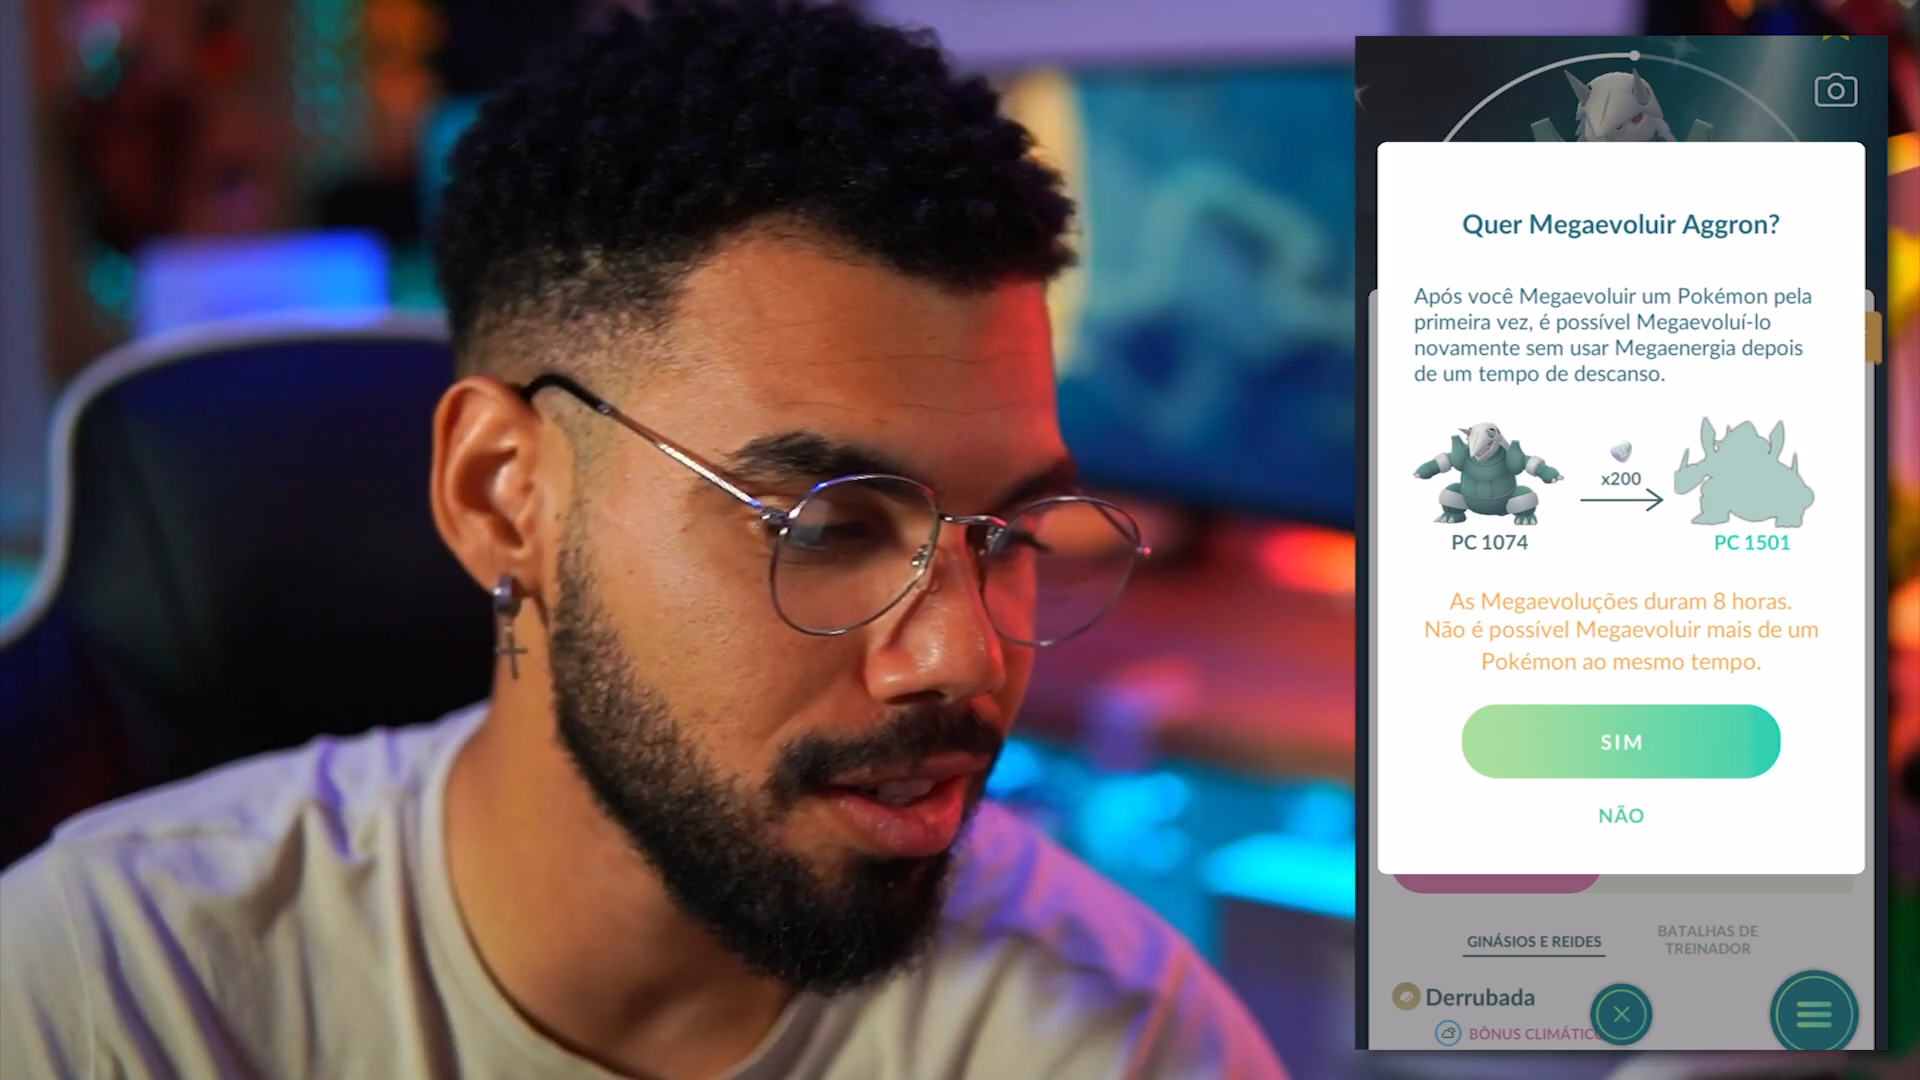 Quer Megaevoluir Aggron?
Após você Megaevoluir um Pokémon pela
primeira vez, é possível Megaevoluí-lo
novamente sem usar Megaenergia depois
de um tempo de descanso.
x200
PC 1074
PC 1501
As Megaevoluções duram 8 horas.
Não é possível Megaevoluir mais de um
Pokémon ao mesmo tempo.
SIM
NÃO
GINÁSIOS E REIDES
BATALHAS DE
TREINADOR
Derrubada
BÔNUS CLIMÁTIC